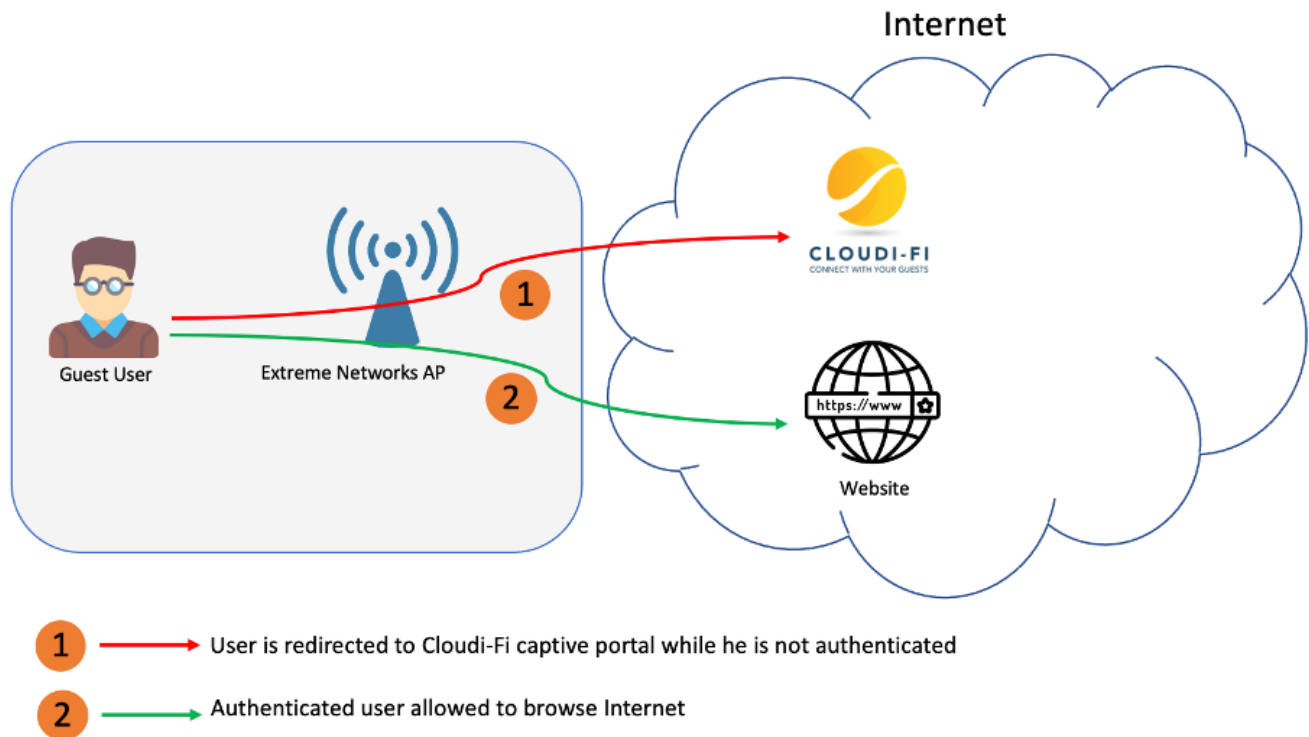 Internet
CLOUDI-FI
CONNECT WITH YOUR GUESTS
1
Guest User
Extreme Networks AP
2
https://www
Website
1 User is redirected to Cloudi-Fi captive portal while he is not authenticated
2 Authenticated user allowed to browse Internet